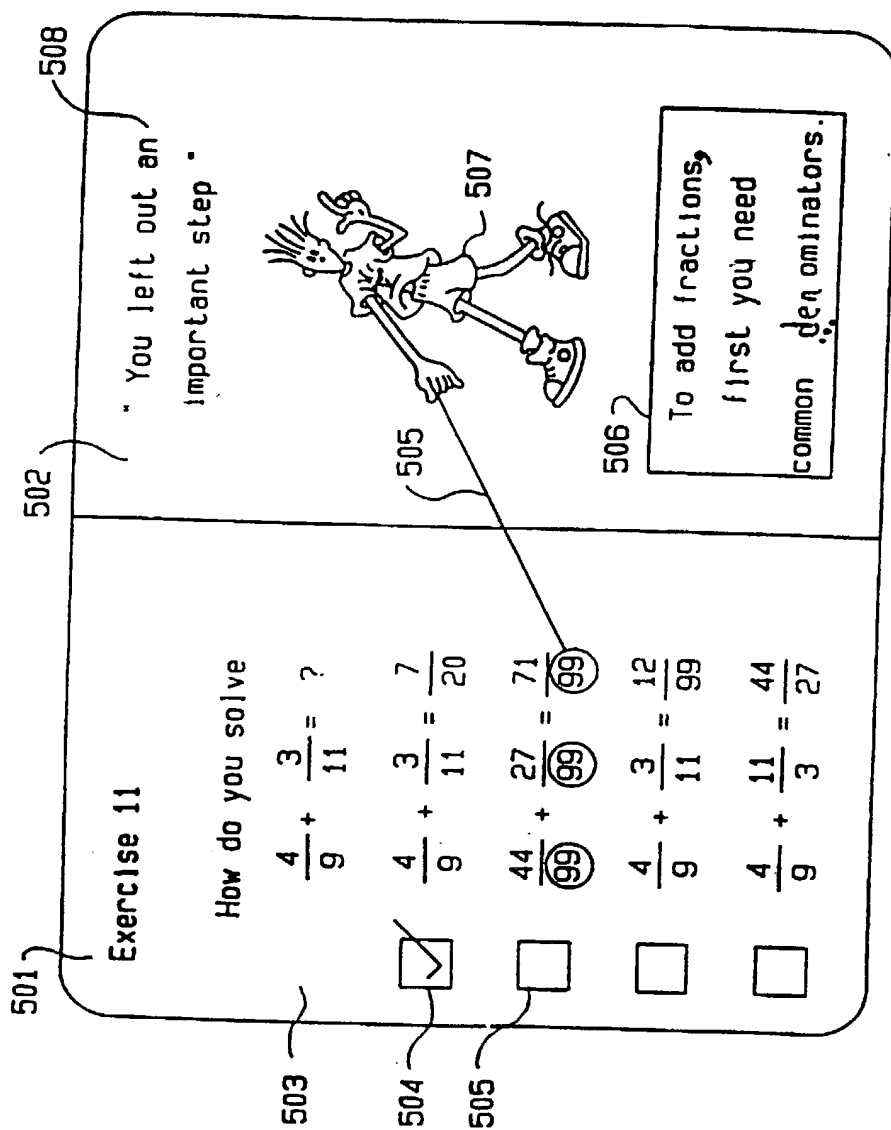 501
502
508
Exercise 11
" You left out an
important step "
How do you solve
503
4/9 + 3/11 = ?
504
4/9 + 3/11 = 7/20
505
44/99 + 27/99 = 71/99
4/9 + 3/11 = 12/99
4/9 + 11/3 = 44/27
505
507
506
To add fractions,
first you need
common den ominators.